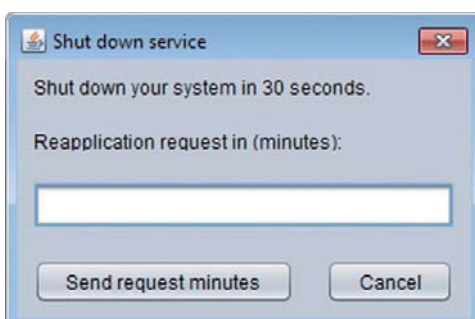 Shut down service
Shut down your system in 30 seconds.
Reapplication request in (minutes):
Send request minutes
Cancel